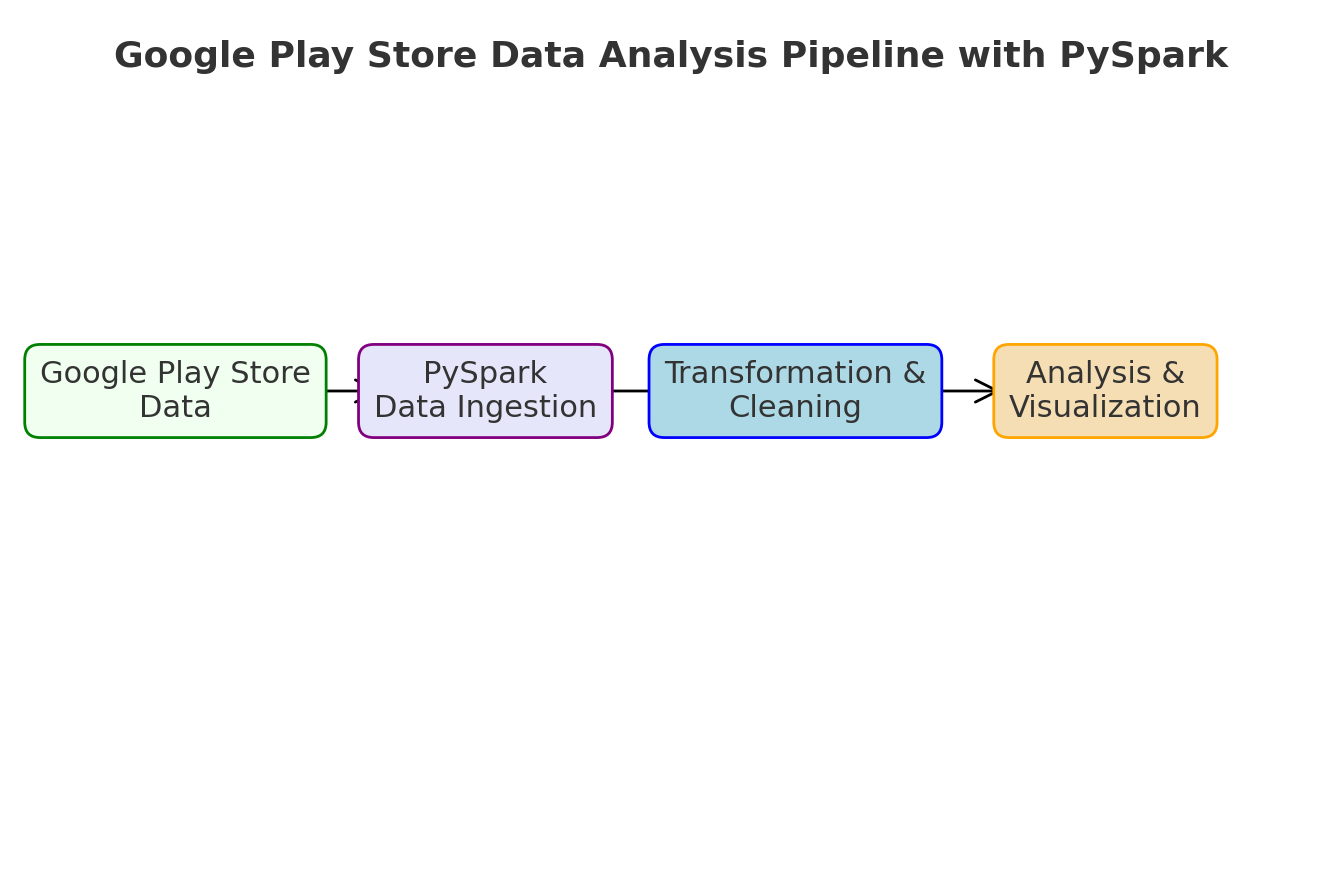 Google Play Store Data Analysis Pipeline with PySpark
Google Play Store
Data
PySpark
Data Ingestion
Transformation &
Cleaning
Analysis &
Visualization